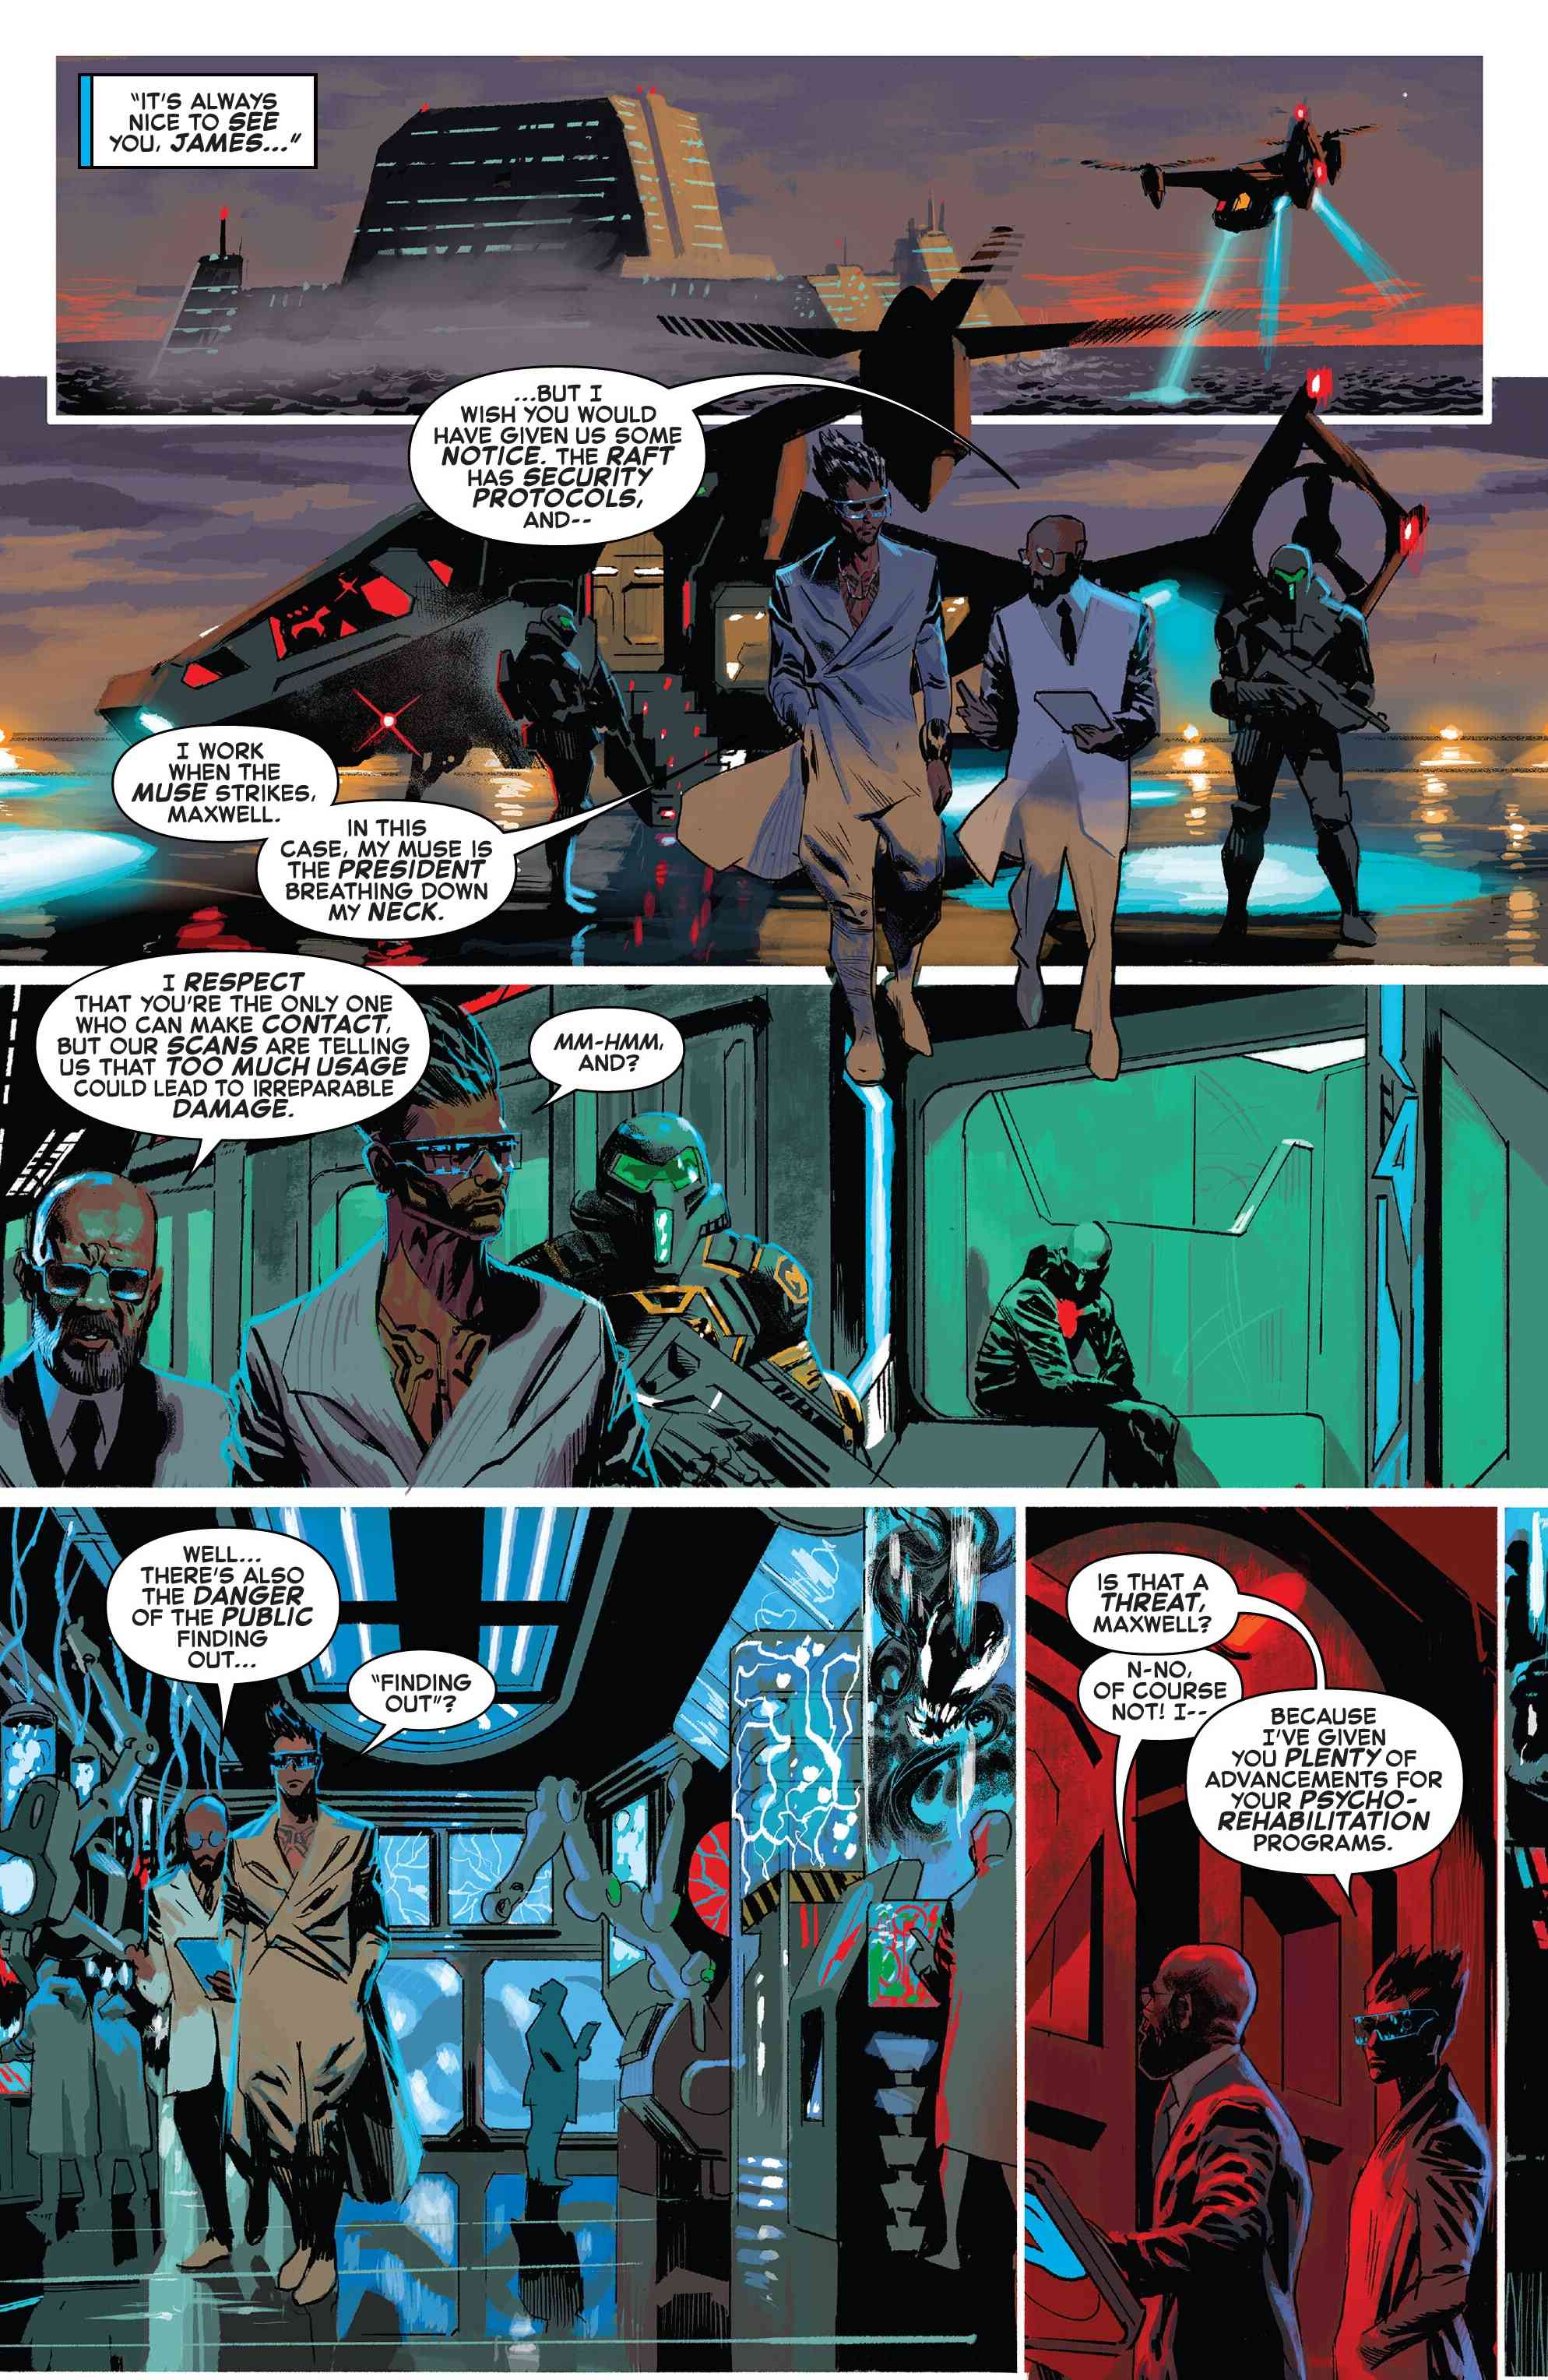 "IT'S ALWAYS
NICE TO SEE
YOU, JAMES..."
...BUT I
WISH YOU WOULD
HAVE GIVEN US SOME
NOTICE. THE RAFT
HAS SECURITY
PROTOCOLS,
AND--
I WORK
WHEN THE
MUSE STRIKES,
MAXWELL.
IN THIS
CASE, MY MUSE IS
THE PRESIDENT
BREATHING DOWN
MY NECK.
I RESPECT
THAT YOU'RE THE ONLY ONE
WHO CAN MAKE CONTACT,
BUT OUR SCANS ARE TELLING
US THAT TOO MUCH USAGE
COULD LEAD TO IRREPARABLE
DAMAGE.
MM-HMM,
AND?
WELL...
THERE'S ALSO
THE DANGER
OF THE PUBLIC
FINDING
OUT...
"FINDING
OUT"?
IS THAT A
THREAT,
MAXWELL?
N-NO,
OF COURSE
NOT! I--
BECAUSE
I'VE GIVEN
YOU PLENTY OF
ADVANCEMENTS FOR
YOUR PSYCHO-
REHABILITATION
PROGRAMS.